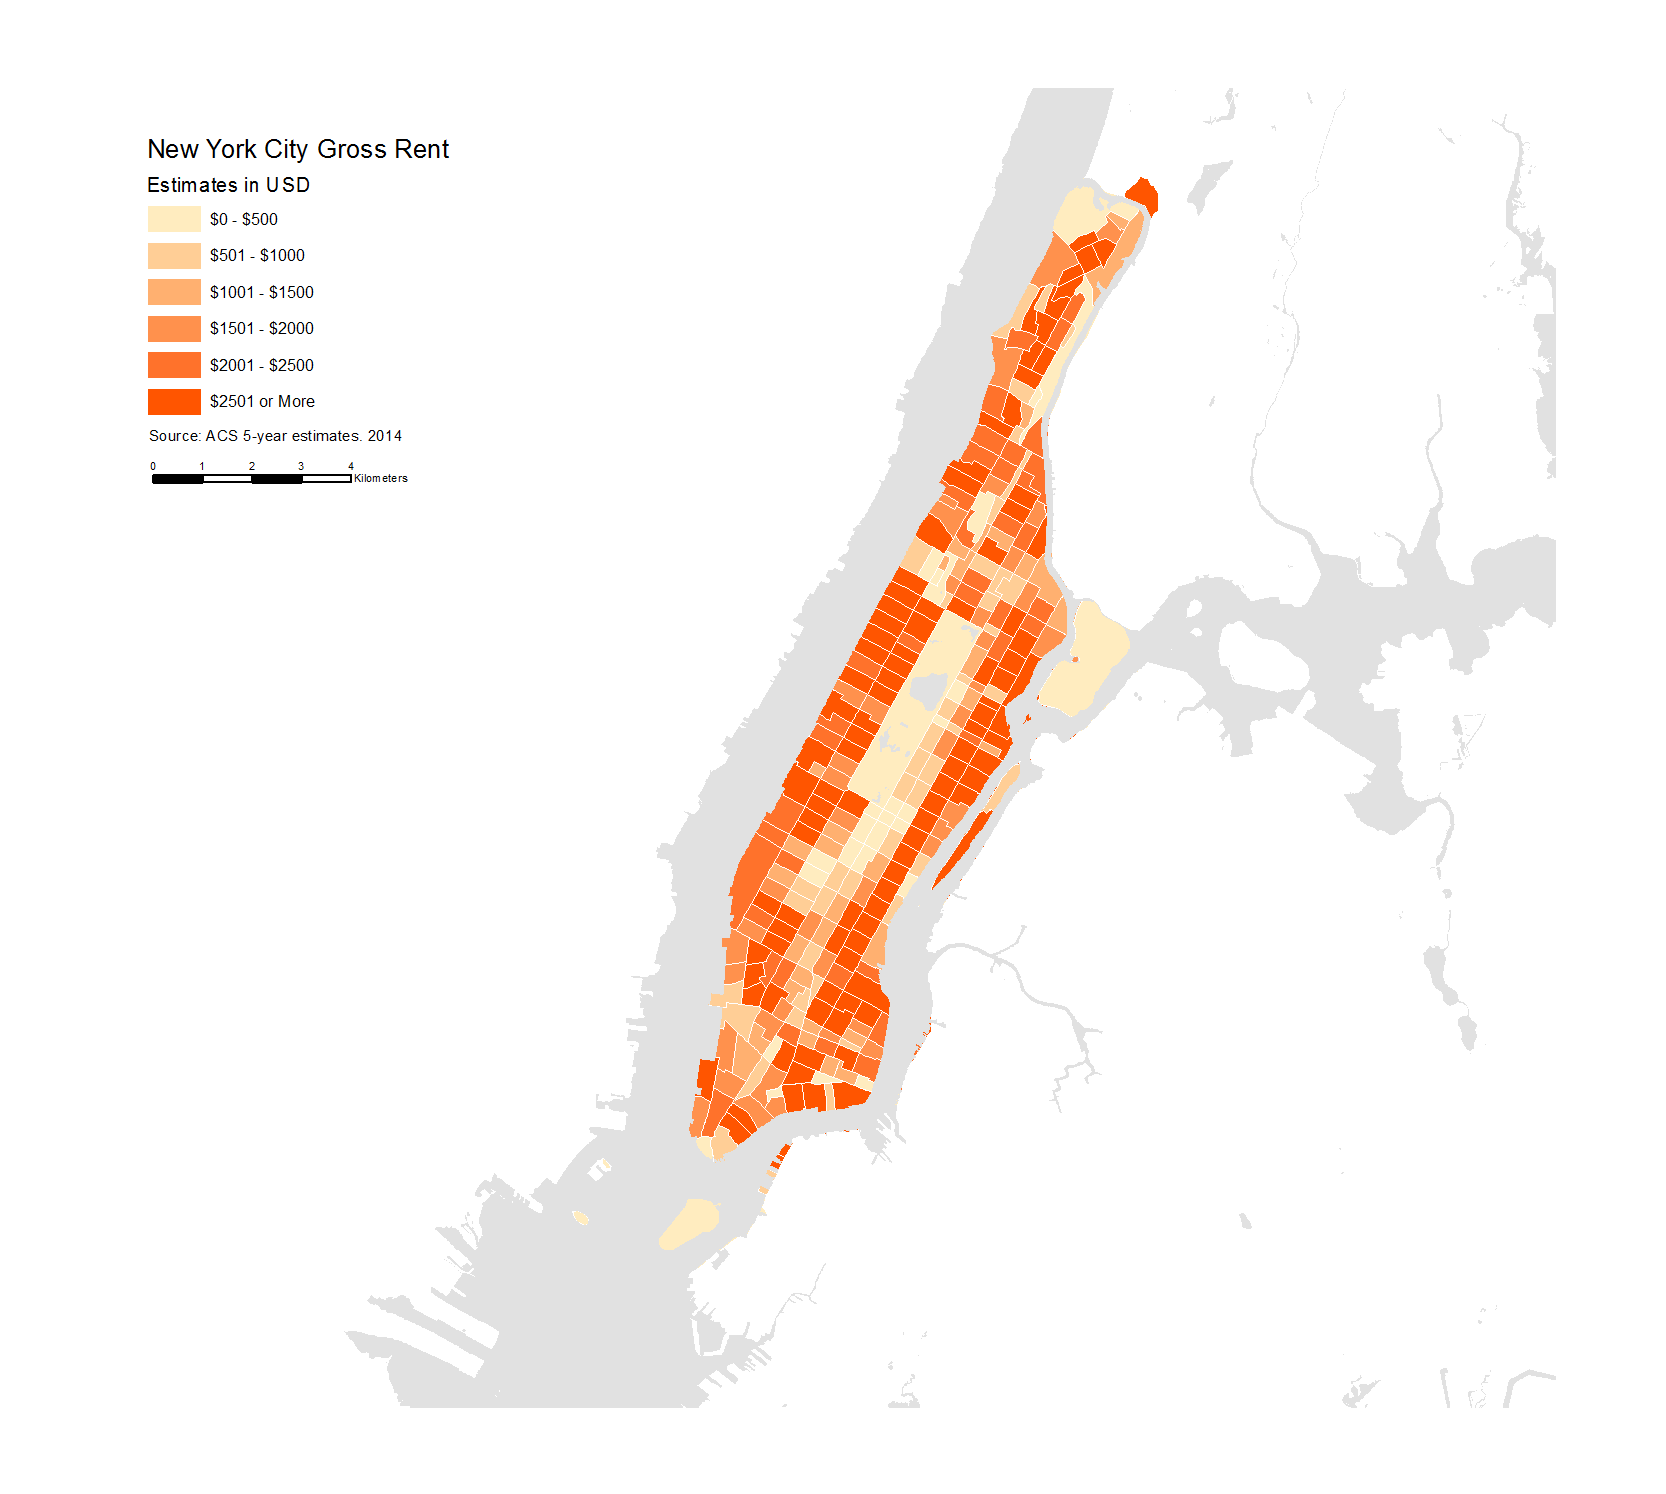 New York City Gross Rent
Estimates in USD
$0 - $500
$501 - $1000
$1001 - $1500
$1501 - $2000
$2001 - $2500
$2501 or More
Source: ACS 5-year estimates. 2014
0 1 2 3 4
Kilometers